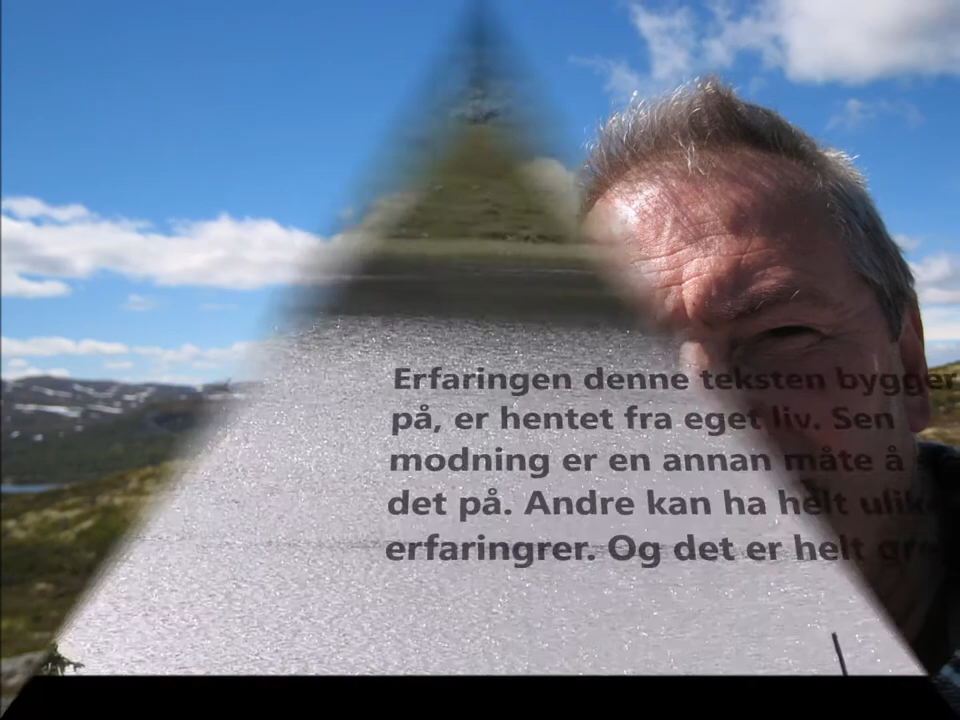 Erfaringen denne teksten bygger
på, er hentet fra eget liv. Sen
modning er en annan måte å
det på. Andre kan ha helt ulik
erfaringrer. Og det er helt